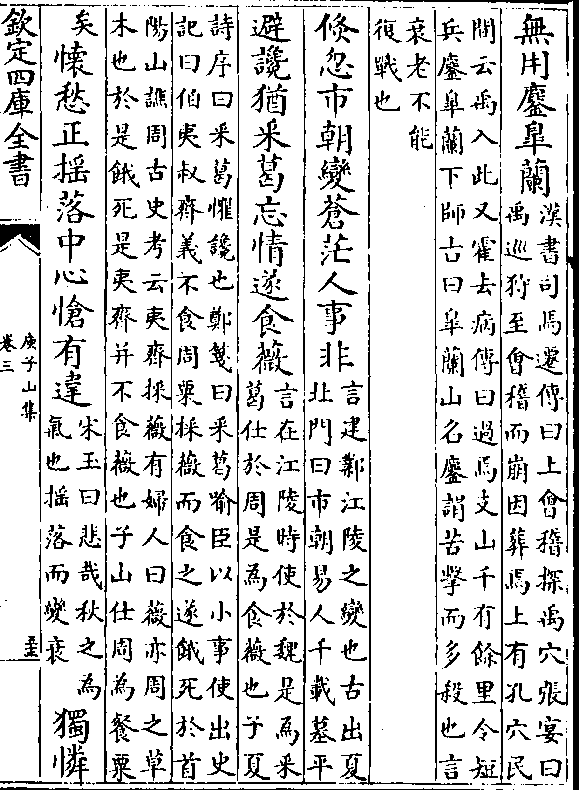 無用鏖臯蘭
漢書司馬遷傳曰上會稽探禹穴張宴曰
禹巡狩至會稽而崩因葬焉上有孔穴民
間云禹入此又霍去病傳曰過焉支山千有餘里令短
兵鏖臯蘭下師古曰臯蘭山名鏖謂苦擊而多殺也言
衰老不能
復戰也
倏忽市朝變蒼茫人事非
言建鄴江陵之變也古出夏
北門曰市朝易人千載墓平
避讒猶采葛忘情遂食薇
言在江陵時使於魏是爲采
葛仕於周是為食薇也子夏
詩序曰采葛懼讒也鄭箋曰采葛喻臣以小事使出史
記曰伯夷叔齊義不食周粟採薇而食之遂餓死於首
陽山譙周古史考云夷齊採薇有婦人曰薇亦周之草
木也於是餓死是夷齊并不食薇也子山仕周為餐粟
矣
懷愁正揺落中心愴有違
宋玉曰悲哉秋之為
氣也揺落而變衰
獨憐
欽定四庫全書
庾子山集
卷三